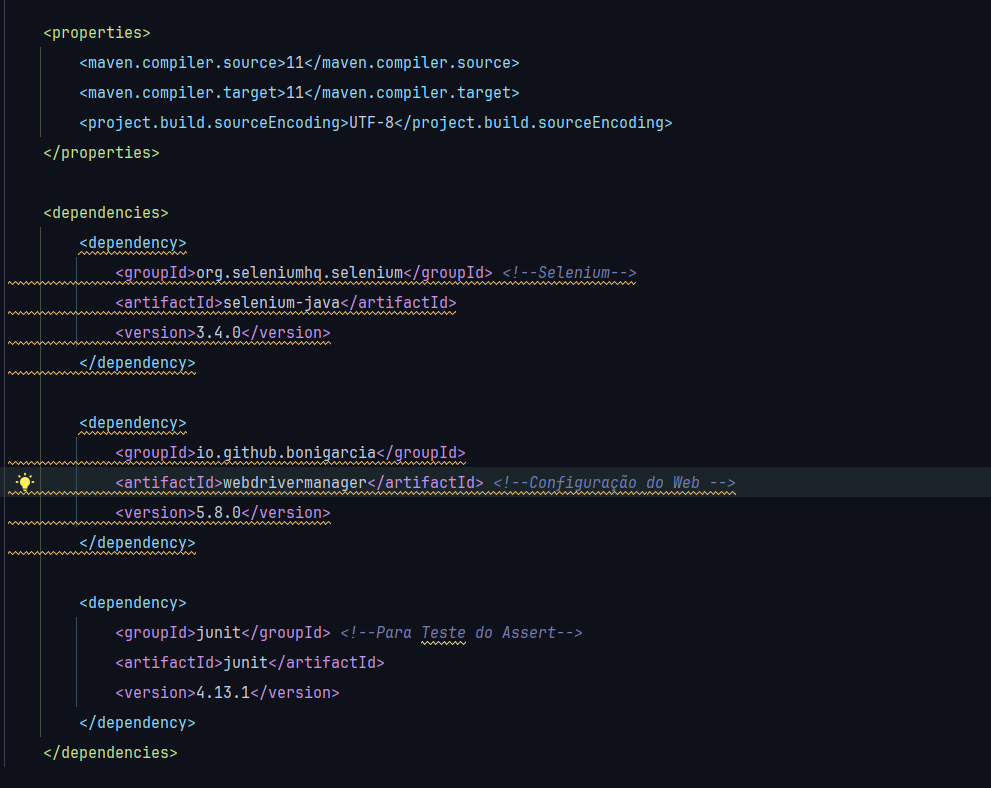 <properties>
<maven.compiler.source>11</maven.compiler.source>
<maven.compiler.target>11</maven.compiler.target>
<project.build.sourceEncoding>UTF-8</project.build.sourceEncoding>
</properties>
<dependencies>
<dependency>
<groupId>org.seleniumhq.selenium</groupId> <!--Selenium-->
<artifactId>selenium-java</artifactId>
<version>3.4.0</version>
</dependency>
<dependency>
<groupId>io.github.bonigarcia</groupId>
<artifactId>webdrivermanager</artifactId> <!--Configuração do Web -->
<version>5.8.0</version>
</dependency>
<dependency>
<groupId>junit</groupId> <!--Para Teste do Assert-->
<artifactId>junit</artifactId>
<version>4.13.1</version>
</dependency>
</dependencies>